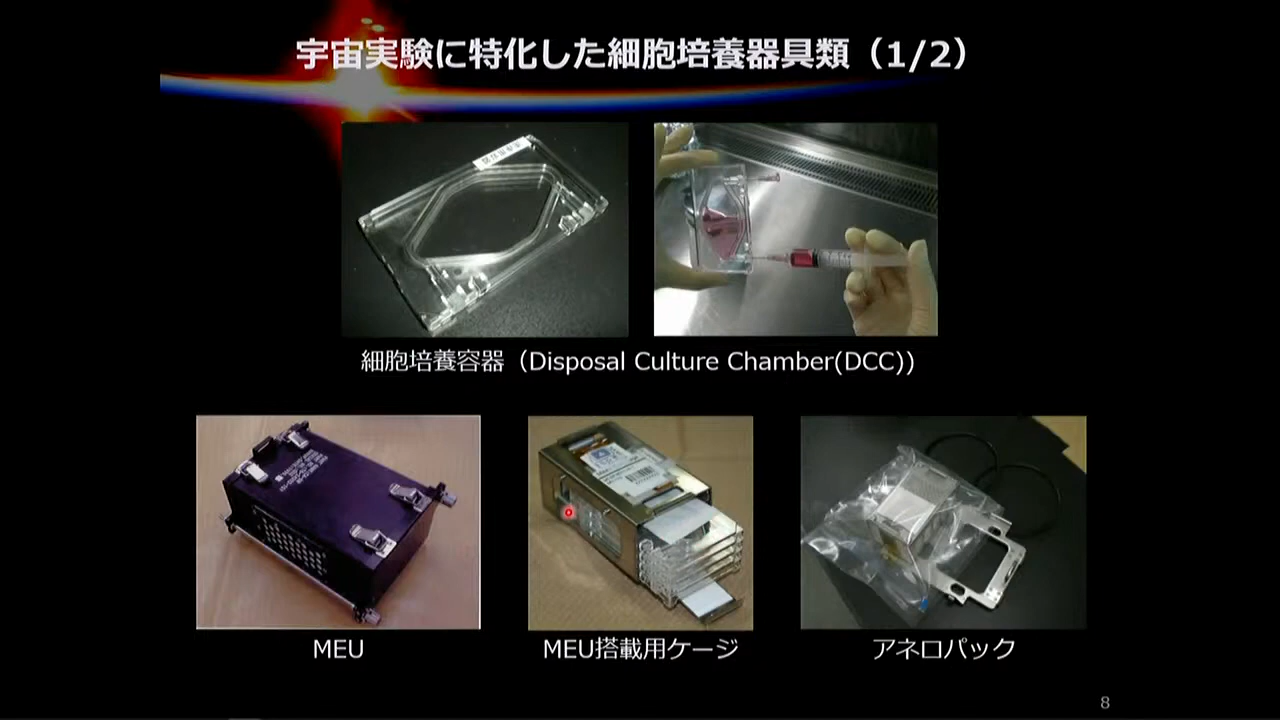 宇宙実験に特化した細胞培養器具類（1/2）
細胞培養容器（Disposal Culture Chamber(DCC))
MEU
MEU搭載用ケージ
アネロパック
8